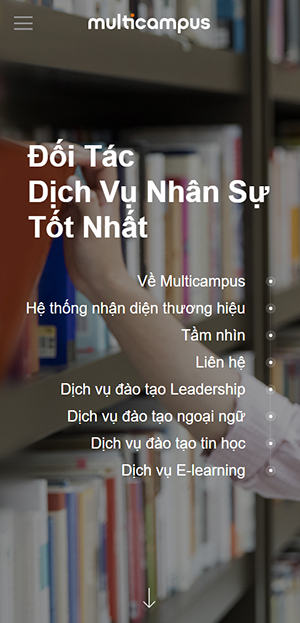 multicampus
Đối Tác
Dịch Vụ Nhân Sự
Tốt Nhất
Về Multicampus
Hệ thống nhận diện thương hiệu
Tầm nhìn
Liên hệ
Dịch vụ đào tạo Leadership
Dịch vụ đào tạo ngoại ngữ
Dịch vụ đào tạo tin học
Dịch vụ E-learning